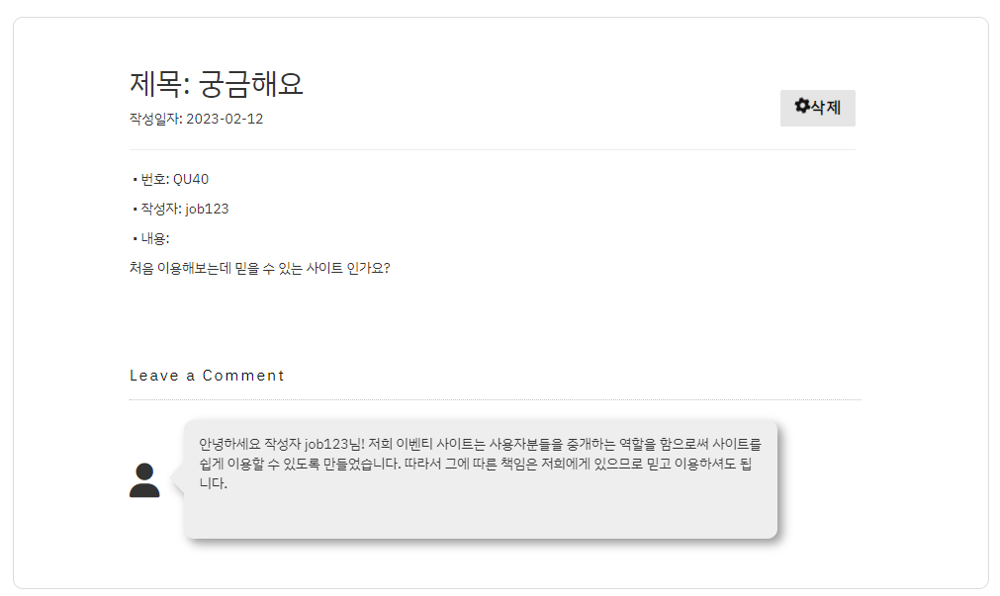 제목: 궁금해요
작성일자: 2023-02-12
삭제
▪ 번호: QU40
▪ 작성자: job123
▪ 내용:
처음 이용해보는데 믿을 수 있는 사이트 인가요?
Leave a Comment
안녕하세요 작성자 job123님! 저희 이벤티 사이트는 사용자분들을 중개하는 역할을 함으로써 사이트를
쉽게 이용할 수 있도록 만들었습니다. 따라서 그에 따른 책임은 저희에게 있으므로 믿고 이용하셔도 됩
니다.